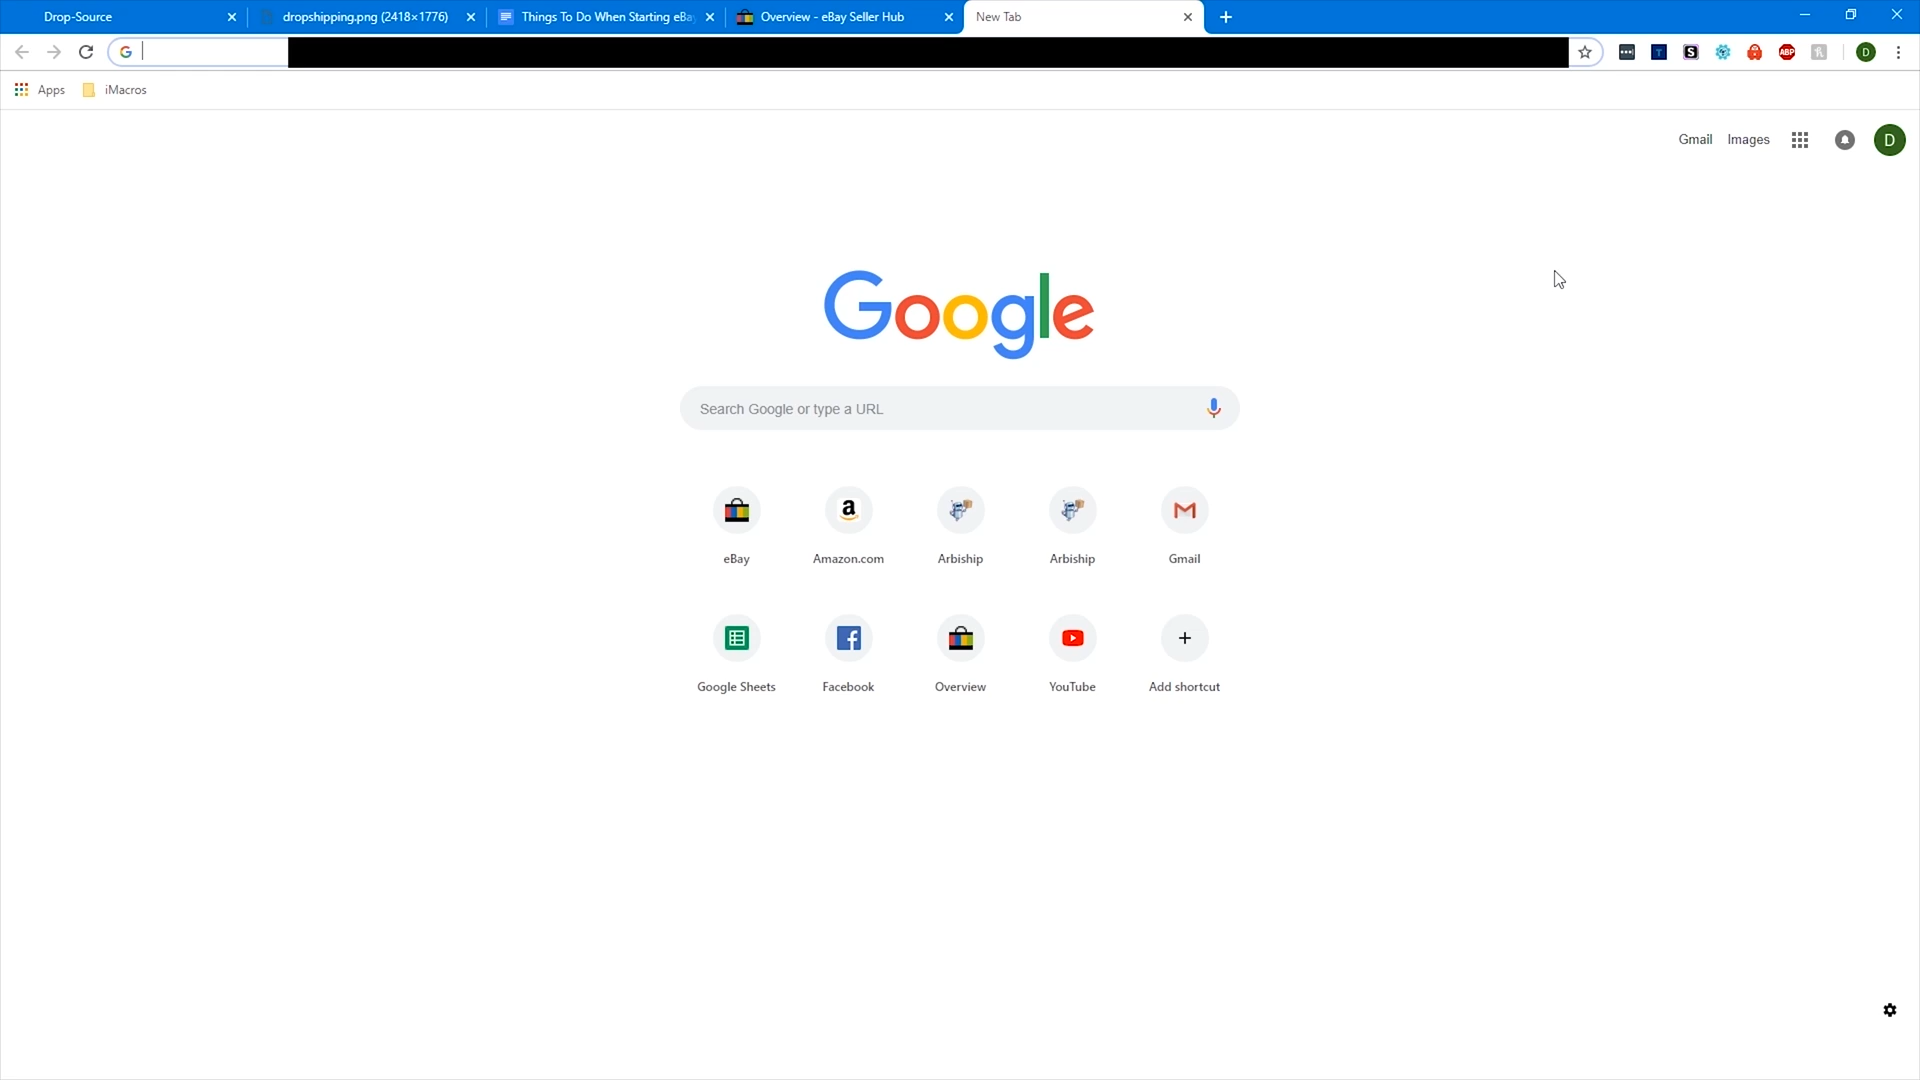 Drop-Source
dropshipping.png (2418×1776)
Things To Do When Starting eBay
Overview - eBay Seller Hub
New Tab
G
T
S
ABP
D
Apps
iMacros
Gmail
Images
D
Google
Search Google or type a URL
eBay
Amazon.com
Arbiship
Arbiship
Gmail
Google Sheets
Facebook
Overview
YouTube
Add shortcut